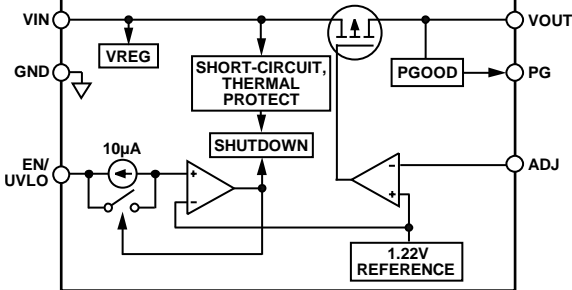 VIN
VOUT
VREG
GND
SHORT-CIRCUIT,
THERMAL
PROTECT
PGOOD
PG
SHUTDOWN
10µA
EN/
UVLO
+
–
–
+
ADJ
1.22V
REFERENCE